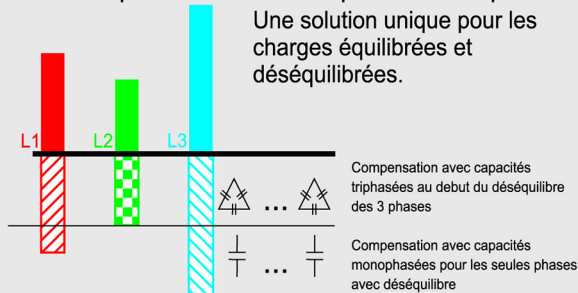 Une solution unique pour les
charges équilibrées et
déséquilibrées.
L1 L2 L3
Compensation avec capacités
triphasées au debut du déséquilibre
des 3 phases
...
Compensation avec capacités
monophasées pour les seules phases
avec déséquilibre
...